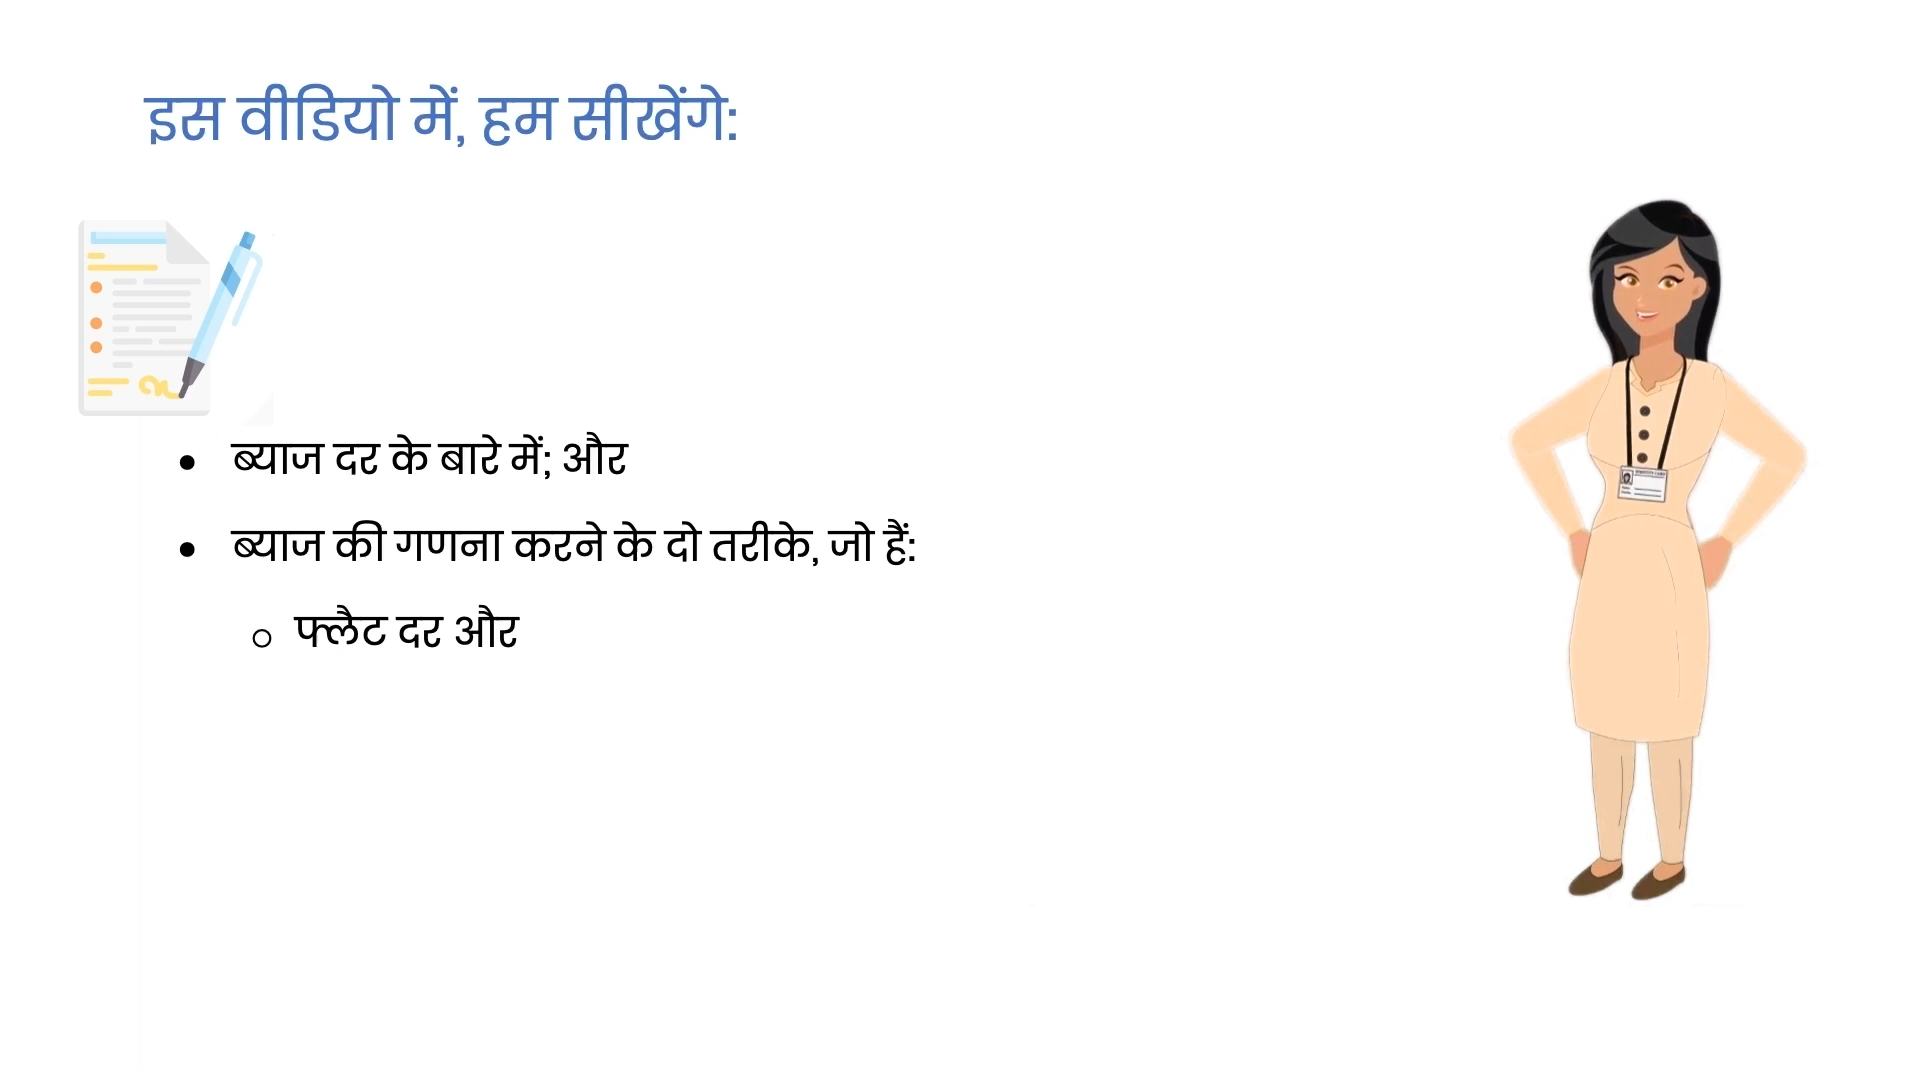 इस वीडियो में, हम सीखेंगे:
• ब्याज दर के बारे में; और
• ब्याज की गणना करने के दो तरीके, जो हैं:
○ फ्लैट दर और